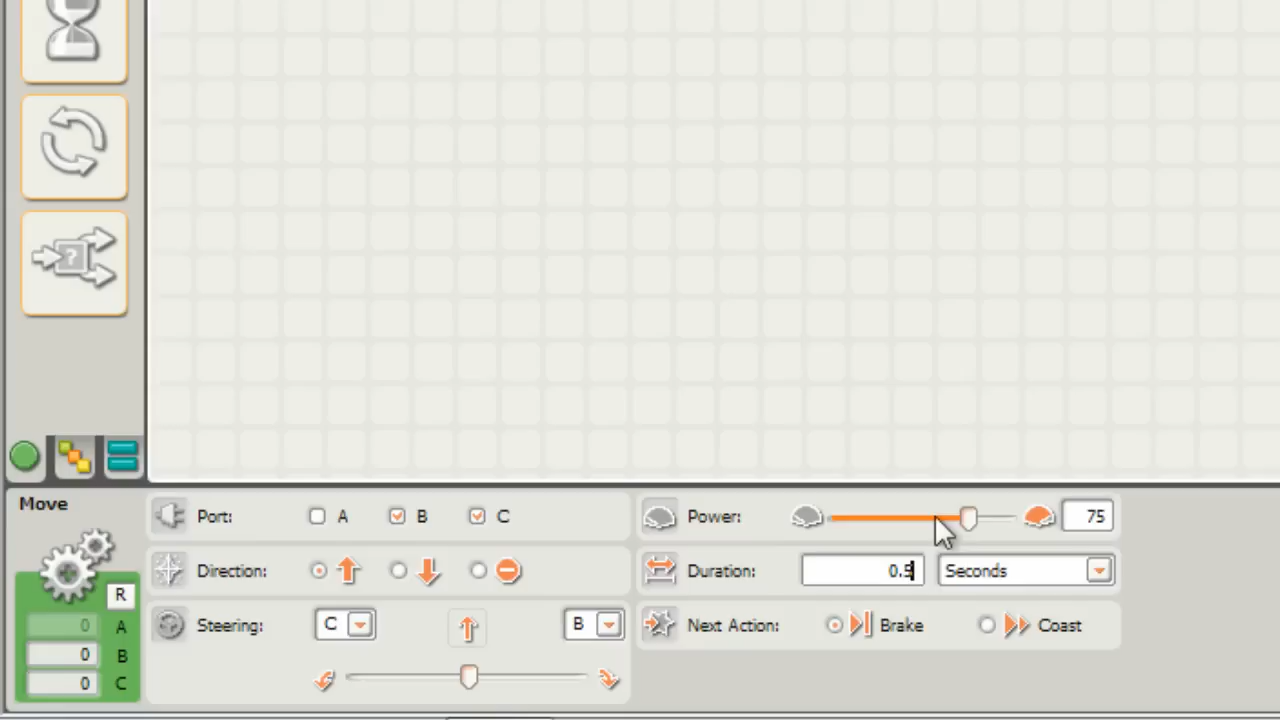 ?
Move
R
0 A
0 B
0 C
Port: A B C
Direction:
Steering: C B
Power: 75
Duration: 0.5 Seconds
Next Action: Brake Coast